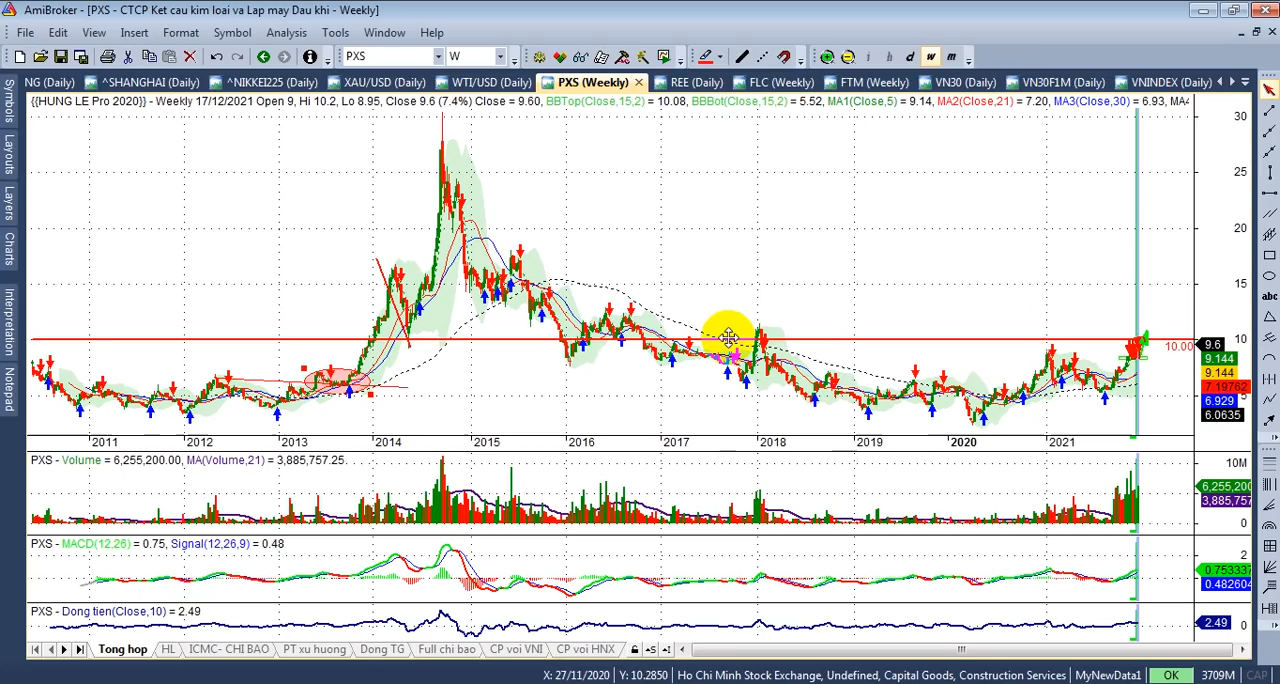 AmiBroker - [PXS - CTCP Ket cau kim loai va Lap may Dau khi - Weekly]
File Edit View Insert Format Symbol Analysis Tools Window Help
PXS W h d w m
NG (Daily) ^SHANGHAI (Daily) ^NIKKEI225 (Daily) XAU/USD (Daily) WTI/USD (Daily) PXS (Weekly) REE (Daily) FLC (Weekly) FTM (Weekly) VN30 (Daily) VN30F1M (Daily) VNINDEX (Daily)
{{HUNG LE Pro 2020}} - Weekly 17/12/2021 Open 9, Hi 10.2, Lo 8.95, Close 9.6 (7.4%) Close = 9.60, BBTop(Close,15,2) = 10.08, BBBot(Close,15,2) = 5.52, MA1(Close,5) = 9.14, MA2(Close,21) = 7.20, MA3(Close,30) = 6.93, MA4
Symbols
Layouts
Layers
Charts
Interpretation
Notepad
abc
30
25
20
15
10
5
10.00
9.6
9.144
9.144
7.19762
6.929
6.0635
2011 2012 2013 2014 2015 2016 2017 2018 2019 2020 2021
PXS - Volume = 6,255,200.00, MA(Volume,21) = 3,885,757.25
10M
6,255,200
3,885,757
0
PXS - MACD(12,26) = 0.75, Signal(12,26,9) = 0.48
2
0.753337
0.482604
PXS - Dong tien(Close,10) = 2.49
2.49 0
Tong hop HL ICMC- CHI BAO PT xu huong Dong TG Full chi bao CP voi VNI CP voi HNX
X: 27/11/2020 Y: 10.2850 Ho Chi Minh Stock Exchange, Undefined, Capital Goods, Construction Services MyNewData1 OK 3709M CAP